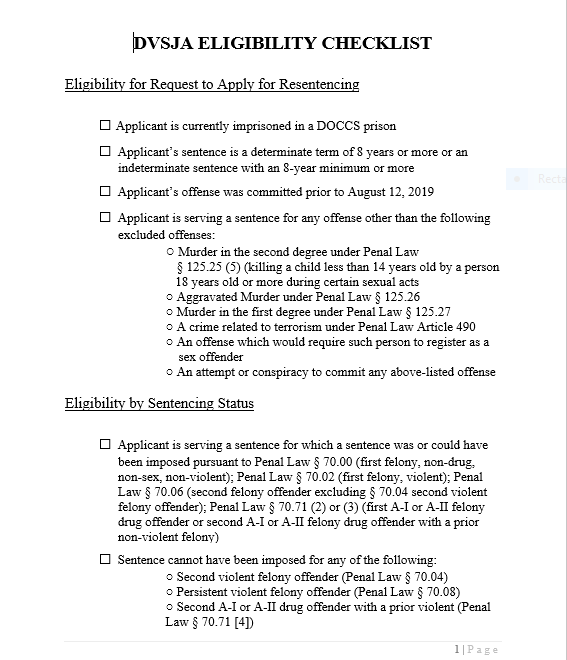 DVSJA ELIGIBILITY CHECKLIST
Eligibility for Request to Apply for Resentencing
☐ Applicant is currently imprisoned in a DOCCS prison
☐ Applicant’s sentence is a determinate term of 8 years or more or an
indeterminate sentence with an 8-year minimum or more
☐ Applicant’s offense was committed prior to August 12, 2019
☐ Applicant is serving a sentence for any offense other than the following
excluded offenses:
○ Murder in the second degree under Penal Law
§ 125.25 (5) (killing a child less than 14 years old by a person
18 years old or more during certain sexual acts
○ Aggravated Murder under Penal Law § 125.26
○ Murder in the first degree under Penal Law § 125.27
○ A crime related to terrorism under Penal Law Article 490
○ An offense which would require such person to register as a
sex offender
○ An attempt or conspiracy to commit any above-listed offense
Eligibility by Sentencing Status
☐ Applicant is serving a sentence for which a sentence was or could have
been imposed pursuant to Penal Law § 70.00 (first felony, non-drug,
non-sex, non-violent); Penal Law § 70.02 (first felony, violent); Penal
Law § 70.06 (second felony offender excluding § 70.04 second violent
felony offender); Penal Law § 70.71 (2) or (3) (first A-I or A-II felony
drug offender or second A-I or A-II felony drug offender with a prior
non-violent felony)
☐ Sentence cannot have been imposed for any of the following:
○ Second violent felony offender (Penal Law § 70.04)
○ Persistent violent felony offender (Penal Law § 70.08)
○ Second A-I or A-II drug offender with a prior violent (Penal
Law § 70.71 [4])
1 | Page
Recta